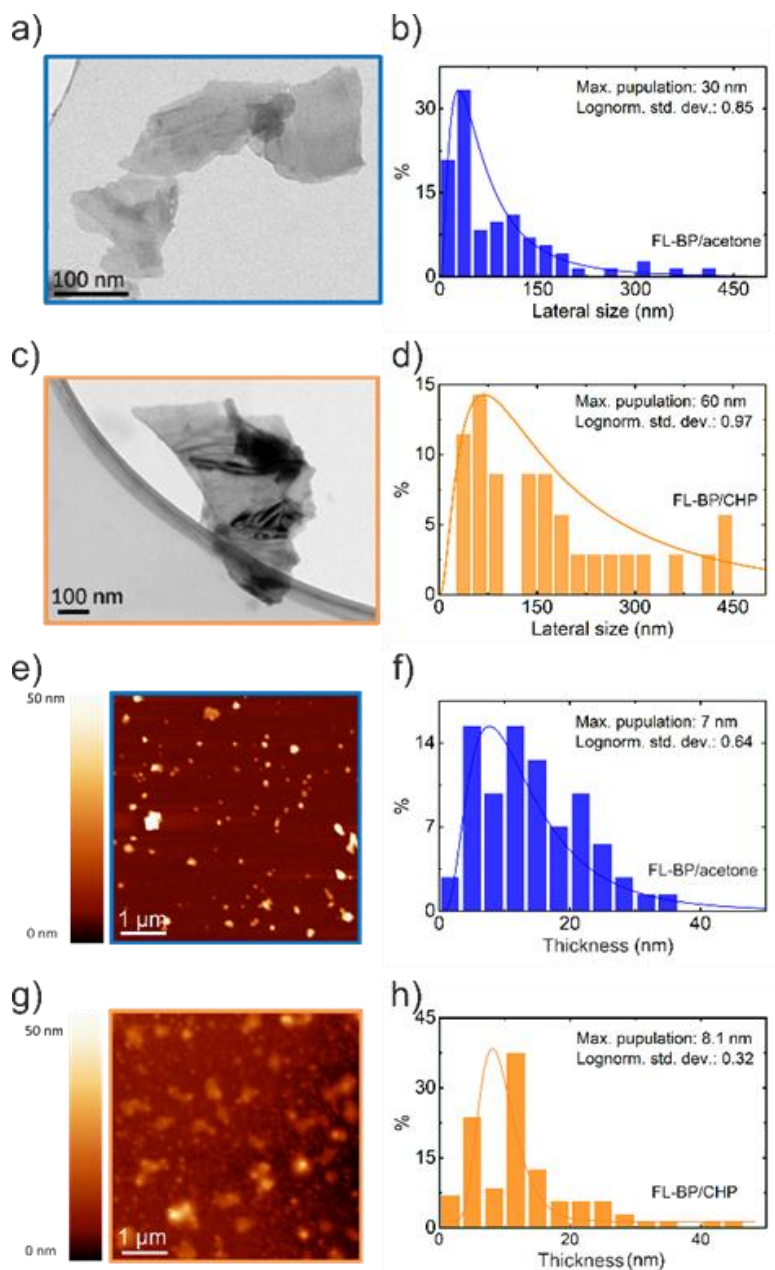 a)
100 nm
b)
Max. pupulation: 30 nm
Lognorm. std. dev.: 0.85
FL-BP/acetone
%
30
15
0
0 150 300 450
Lateral size (nm)
c)
100 nm
d)
Max. pupulation: 60 nm
Lognorm. std. dev.: 0.97
FL-BP/CHP
%
15
10
5
0
0 150 300 450
Lateral size (nm)
e)
50 nm
0 nm
1 µm
f)
Max. pupulation: 7 nm
Lognorm. std. dev.: 0.64
FL-BP/acetone
%
14
7
0
0 20 40
Thickness (nm)
g)
50 nm
0 nm
1 µm
h)
Max. pupulation: 8.1 nm
Lognorm. std. dev.: 0.32
FL-BP/CHP
%
45
30
15
0
0 20 40
Thickness (nm)